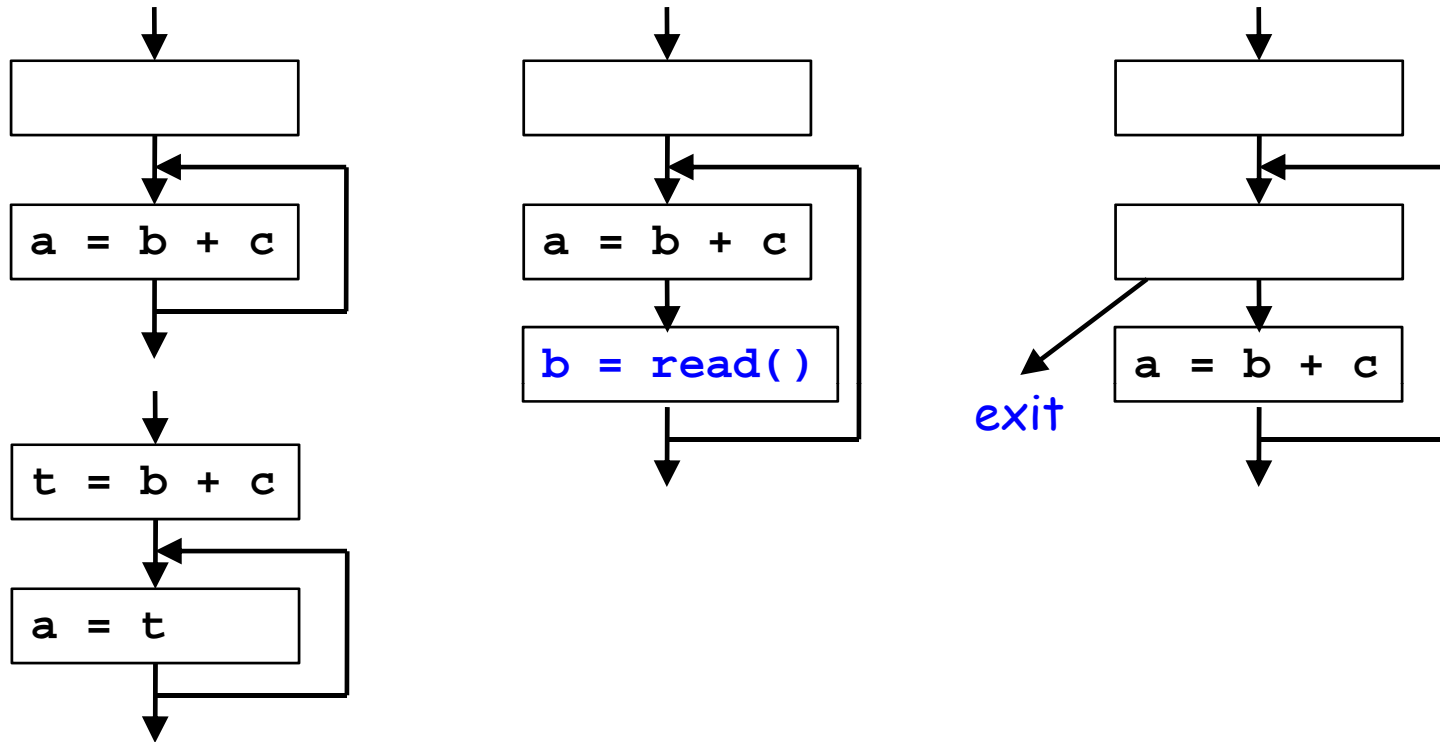 a = b + c
t = b + c
a = t
a = b + c
b = read()
exit
a = b + c